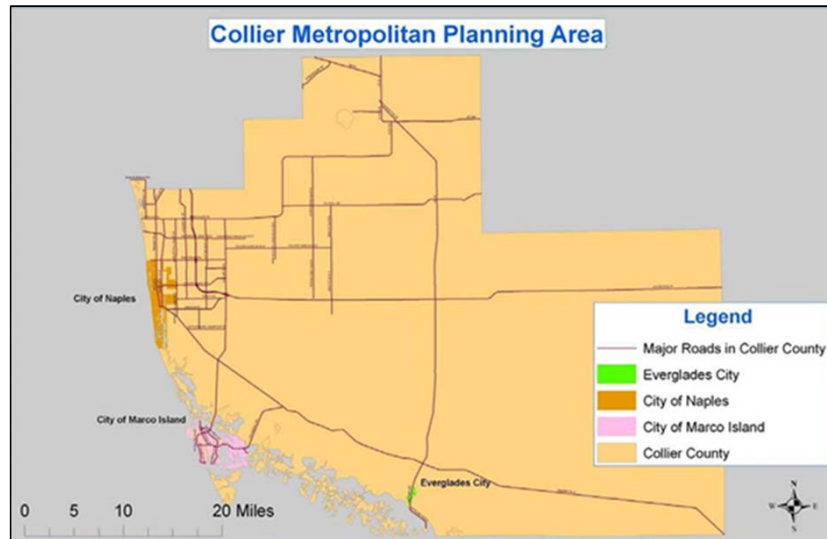 Collier Metropolitan Planning Area
City of Naples
City of Marco Island
Everglades City
Legend
Major Roads in Collier County
Everglades City
City of Naples
City of Marco Island
Collier County
0 5 10 20 Miles
N
W E
S